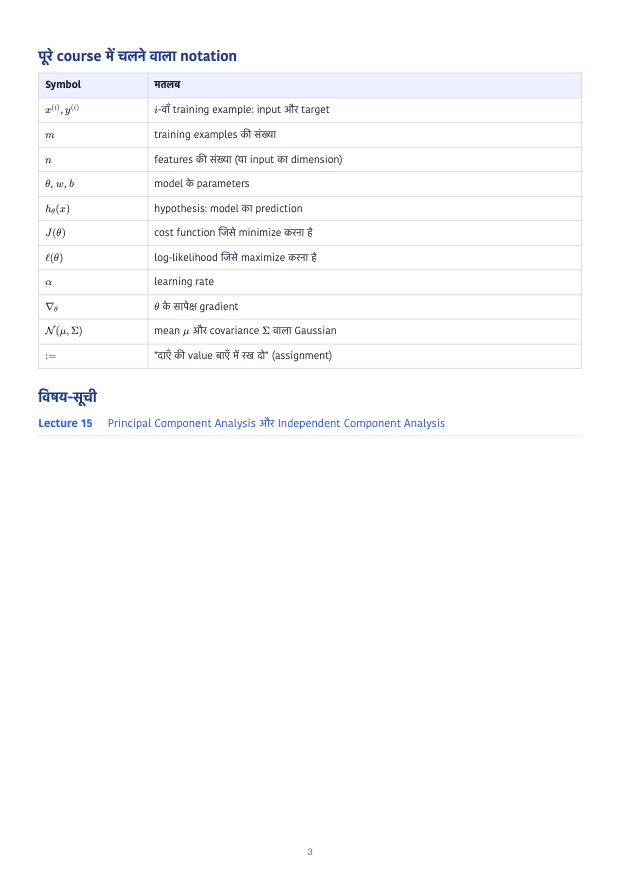 पूरे course में चलने वाला notation
Symbol मतलब
x^(i), y^(i) i-वाँ training example: input और target
m training examples की संख्या
n features की संख्या (या input का dimension)
θ, w, b model के parameters
h_θ(x) hypothesis: model का prediction
J(θ) cost function जिसे minimize करना है
ℓ(θ) log-likelihood जिसे maximize करना है
α learning rate
∇_θ θ के सापेक्ष gradient
𝒩(μ, Σ) mean μ और covariance Σ वाला Gaussian
:= "दाएँ की value बाएँ में रख दो" (assignment)
विषय-सूची
Lecture 15 Principal Component Analysis और Independent Component Analysis
3